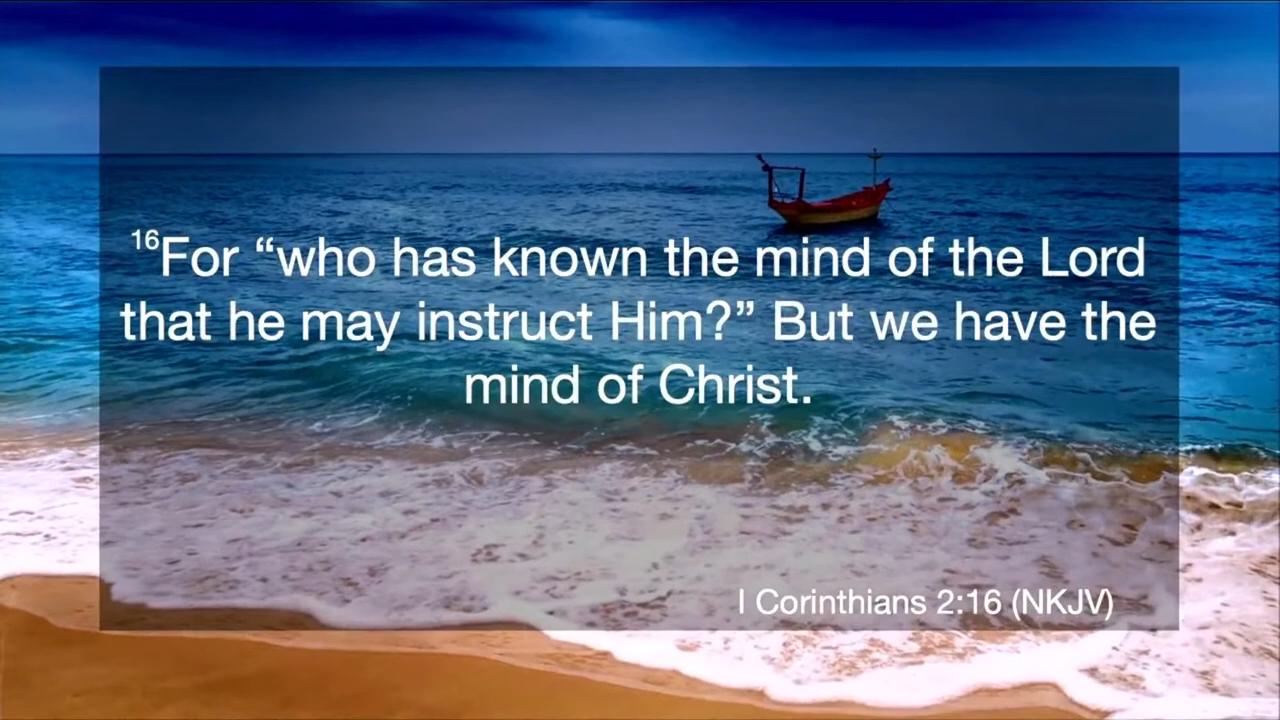 16For “who has known the mind of the Lord
that he may instruct Him?” But we have the
mind of Christ.
I Corinthians 2:16 (NKJV)